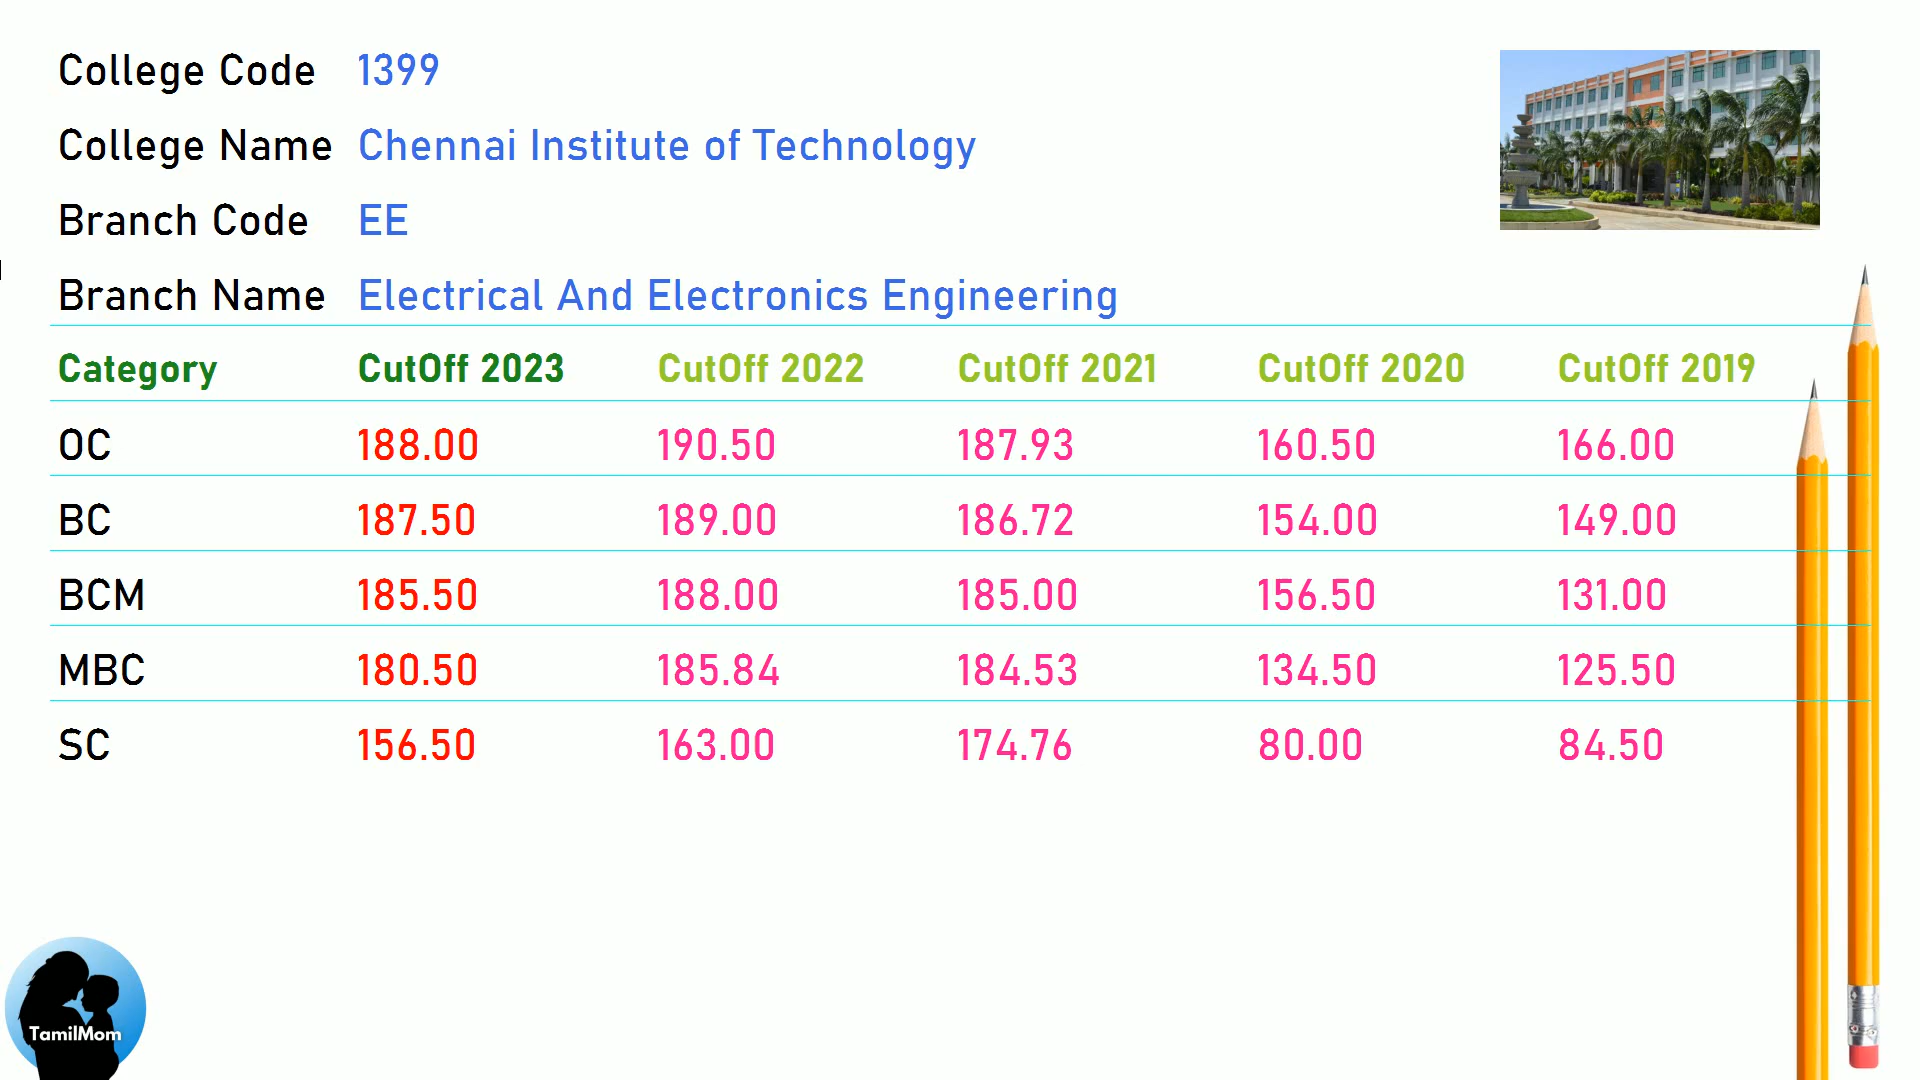 College Code 1399
College Name Chennai Institute of Technology
Branch Code EE
Branch Name Electrical And Electronics Engineering
Category CutOff 2023 CutOff 2022 CutOff 2021 CutOff 2020 CutOff 2019
OC 188.00 190.50 187.93 160.50 166.00
BC 187.50 189.00 186.72 154.00 149.00
BCM 185.50 188.00 185.00 156.50 131.00
MBC 180.50 185.84 184.53 134.50 125.50
SC 156.50 163.00 174.76 80.00 84.50
TamilMom